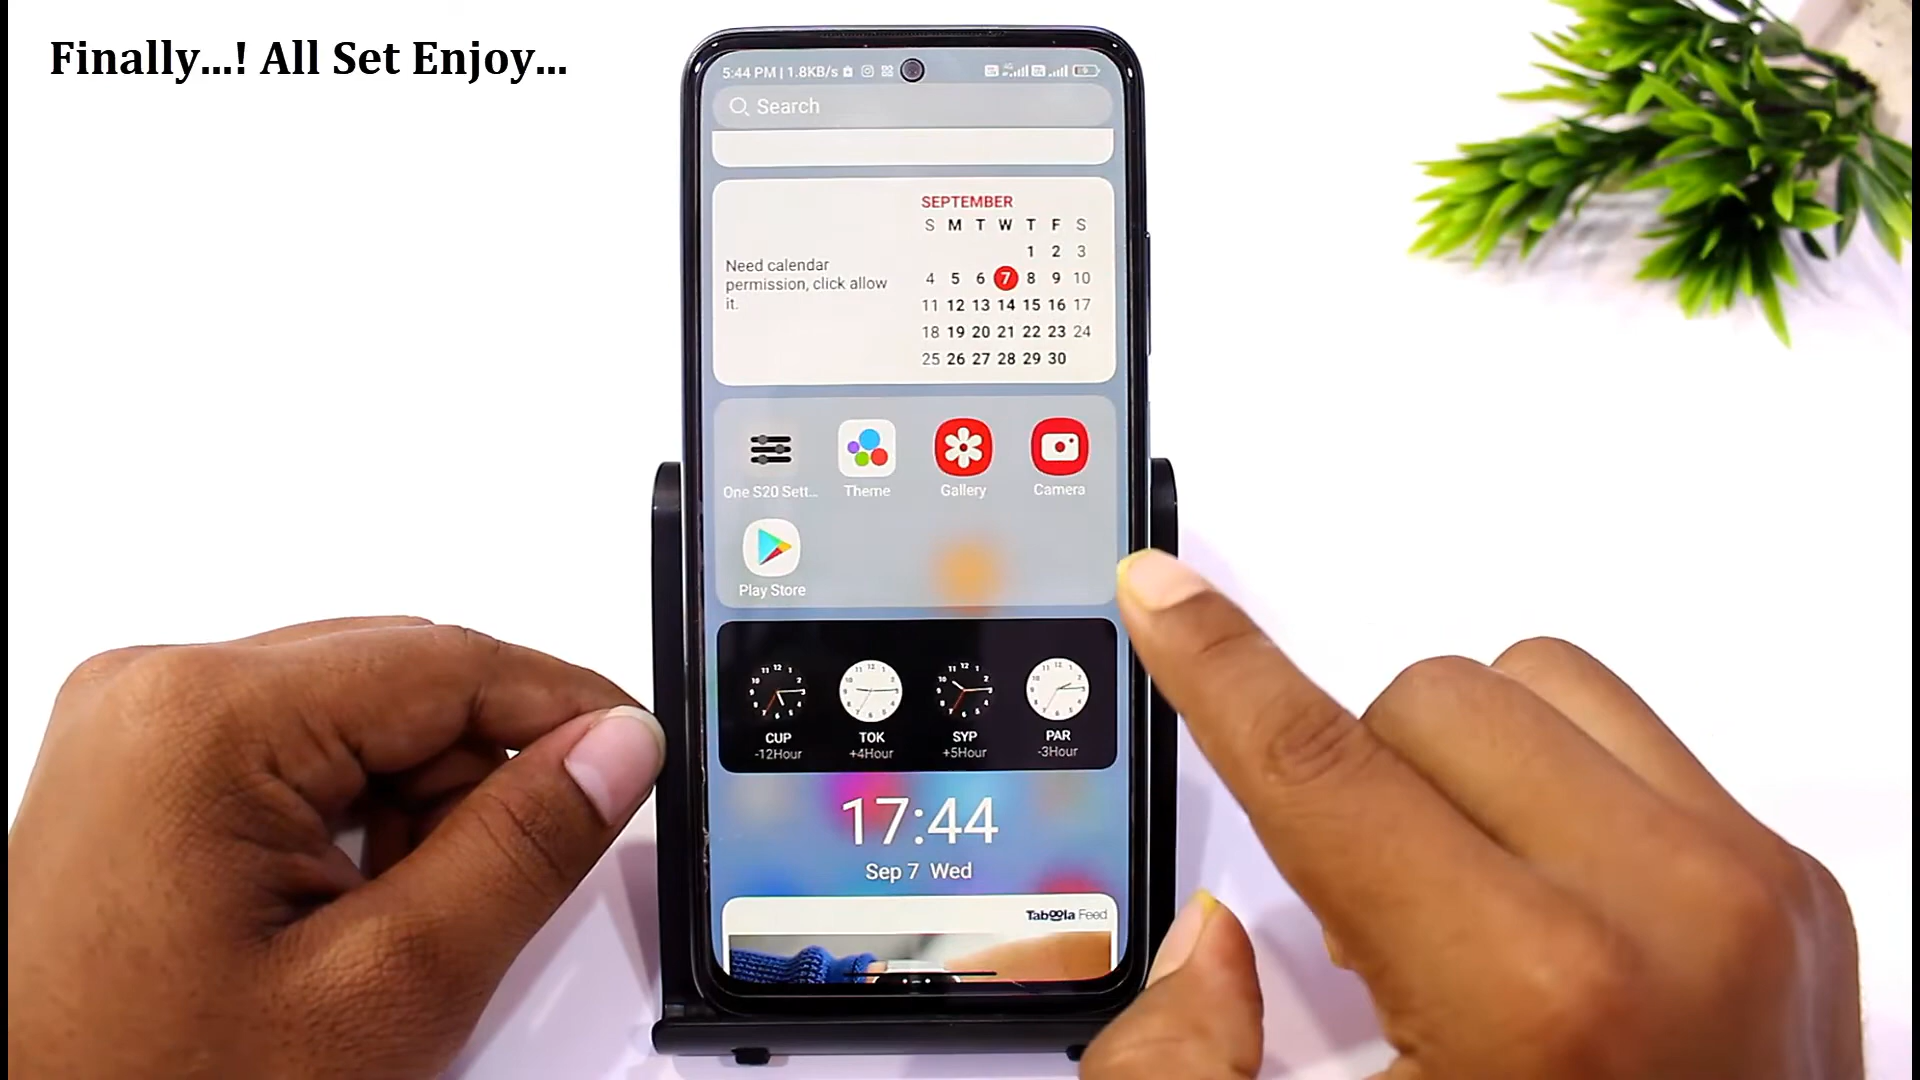 Finally...! All Set Enjoy...
5:44 PM | 1.8KB/s
Search
SEPTEMBER
S M T W T F S
1 2 3
4 5 6 7 8 9 10
11 12 13 14 15 16 17
18 19 20 21 22 23 24
25 26 27 28 29 30
Need calendar
permission, click allow
it.
One S20 Sett... Theme Gallery Camera
Play Store
CUP TOK SYP PAR
-12Hour +4Hour +5Hour -3Hour
17:44
Sep 7 Wed
Taboola Feed